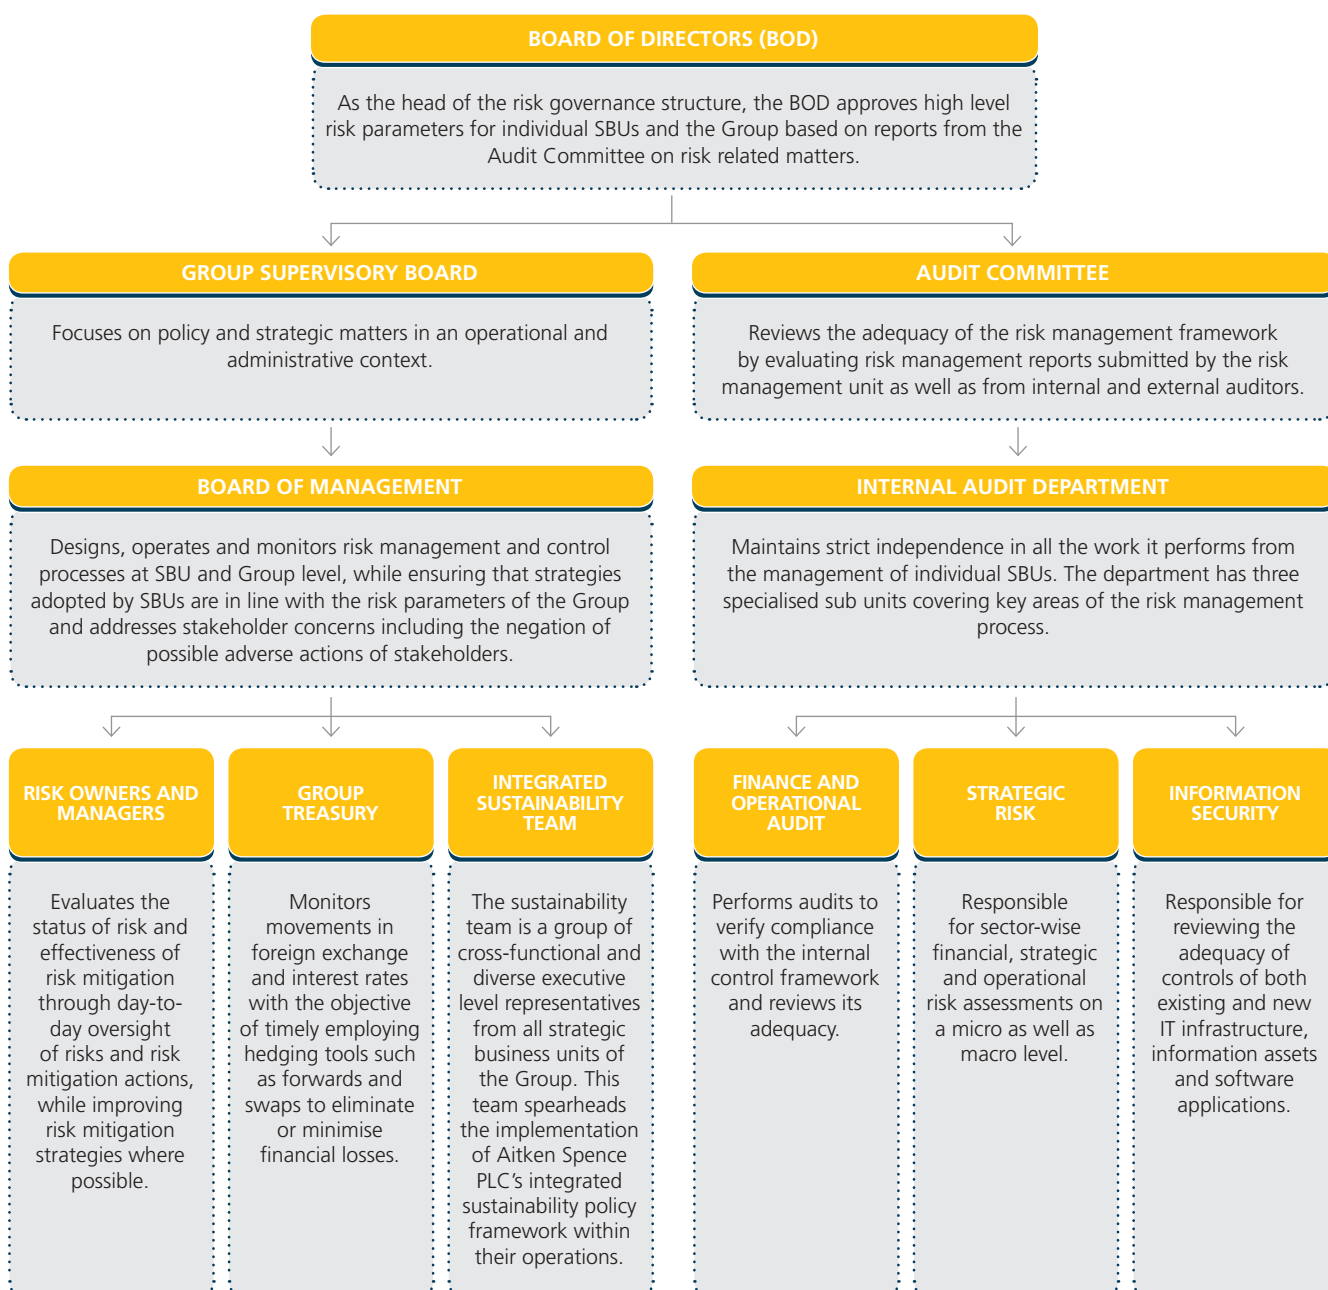 BOARD OF DIRECTORS (BOD)
As the head of the risk governance structure, the BOD approves high level
risk parameters for individual SBUs and the Group based on reports from the
Audit Committee on risk related matters.
GROUP SUPERVISORY BOARD
Focuses on policy and strategic matters in an operational and
administrative context.
AUDIT COMMITTEE
Reviews the adequacy of the risk management framework
by evaluating risk management reports submitted by the risk
management unit as well as from internal and external auditors.
BOARD OF MANAGEMENT
Designs, operates and monitors risk management and control
processes at SBU and Group level, while ensuring that strategies
adopted by SBUs are in line with the risk parameters of the Group
and addresses stakeholder concerns including the negation of
possible adverse actions of stakeholders.
INTERNAL AUDIT DEPARTMENT
Maintains strict independence in all the work it performs from
the management of individual SBUs. The department has three
specialised sub units covering key areas of the risk management
process.
RISK OWNERS AND
MANAGERS
Evaluates the
status of risk and
effectiveness of
risk mitigation
through day-to-
day oversight
of risks and risk
mitigation actions,
while improving
risk mitigation
strategies where
possible.
GROUP
TREASURY
Monitors
movements in
foreign exchange
and interest rates
with the objective
of timely employing
hedging tools such
as forwards and
swaps to eliminate
or minimise
financial losses.
INTEGRATED
SUSTAINABILITY
TEAM
The sustainability
team is a group of
cross-functional and
diverse executive
level representatives
from all strategic
business units of
the Group. This
team spearheads
the implementation
of Aitken Spence
PLC's integrated
sustainability policy
framework within
their operations.
FINANCE AND
OPERATIONAL
AUDIT
Performs audits to
verify compliance
with the internal
control framework
and reviews its
adequacy.
STRATEGIC
RISK
Responsible
for sector-wise
financial, strategic
and operational
risk assessments on
a micro as well as
macro level.
INFORMATION
SECURITY
Responsible for
reviewing the
adequacy of
controls of both
existing and new
IT infrastructure,
information assets
and software
applications.